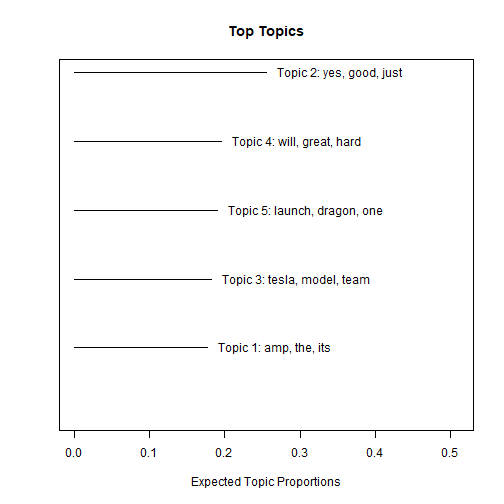 Top Topics
Topic 2: yes, good, just
Topic 4: will, great, hard
Topic 5: launch, dragon, one
Topic 3: tesla, model, team
Topic 1: amp, the, its
0.0 0.1 0.2 0.3 0.4 0.5
Expected Topic Proportions